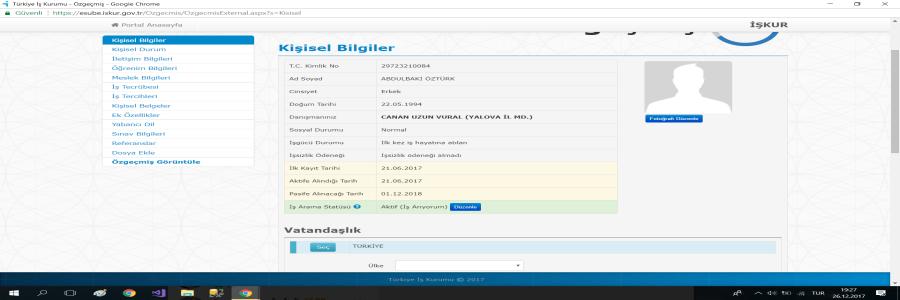 Türkiye İş Kurumu - Özgeçmiş - Google Chrome
Güvenli | https://esube.iskur.gov.tr/Ozgecmis/OzgecmisExternal.aspx?s=Kisisel
Portal Anasayfa
İŞKUR
Kişisel Bilgiler
Kişisel Durum
İletişim Bilgileri
Öğrenim Bilgileri
Meslek Bilgileri
İş Tecrübesi
İş Tercihleri
Kişisel Belgeler
Ek Özellikler
Yabancı Dil
Sınav Bilgileri
Referanslar
Dosya Ekle
Özgeçmiş Görüntüle
Kişisel Bilgiler
T.C. Kimlik No 29723210084
Ad Soyad ABDULBAKİ ÖZTÜRK
Cinsiyet Erkek
Doğum Tarihi 22.05.1994
Danışmanınız CANAN UZUN VURAL (YALOVA İL MD.)
Sosyal Durumu Normal
İşgücü Durumu İlk kez iş hayatına atılan
İşsizlik Ödeneği İşsizlik ödeneği almadı
İlk Kayıt Tarihi 21.06.2017
Aktife Alındığı Tarih 21.06.2017
Pasife Alınacağı Tarih 01.12.2018
İş Arama Statüsü Aktif (İş Arıyorum) Düzenle
Fotoğrafı Düzenle
Vatandaşlık
Seç TÜRKİYE
Ülke
Türkiye İş Kurumu © 2017
TUR
19:27
26.12.2017